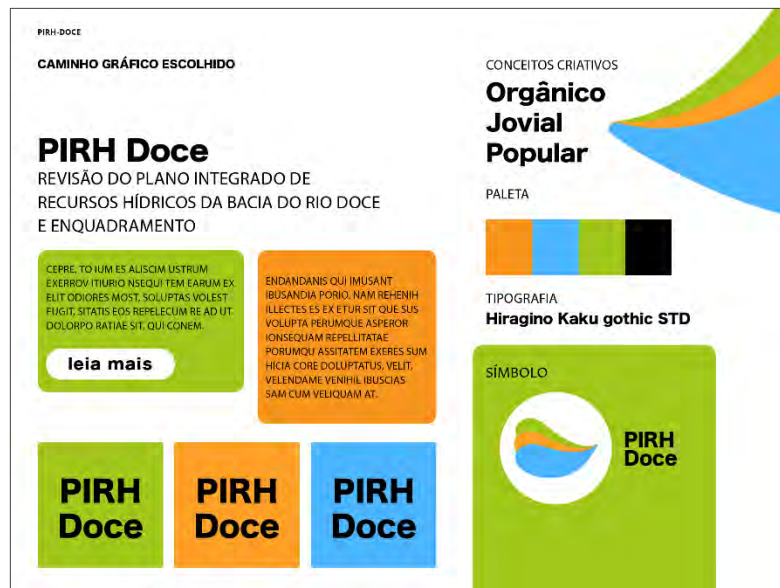 PIRH-DOCE
CAMINHO GRÁFICO ESCOLHIDO
PIRH Doce
REVISÃO DO PLANO INTEGRADO DE
RECURSOS HÍDRICOS DA BACIA DO RIO DOCE
E ENQUADRAMENTO
CEPRE, TO IUM ES ALISCIM USTRUM
EXERROV ITIURIO NSEQUI TEM EARUM EX
ELIT ODIORES MOST, SOLUPTAS VOLEST
FUGIT, SITATIS EOS REPELECUM RE AD UT
DOLORPO RATIAE SIT, QUI CONEM.
leia mais
ENDANDANIS QUI IMUSANT
IBUSANDIA PORIO. NAM REHENIH
ILLECTES ES EX ETUR SIT QUE SUS
VOLUPTA PERUMQUE ASPEROR
IONSEQUAM REPELLITATAE
PORUMQU ASSITATEM EXERES SUM
HICIA CORE DOLUPTATUS, VELIT,
VELENDAME VENIHIL IBUSCIAS
SAM CUM VELIQUAM AT.
PIRH
Doce
PIRH
Doce
PIRH
Doce
CONCEITOS CRIATIVOS
Orgânico
Jovial
Popular
PALETA
TIPOGRAFIA
Hiragino Kaku gothic STD
SÍMBOLO
PIRH
Doce